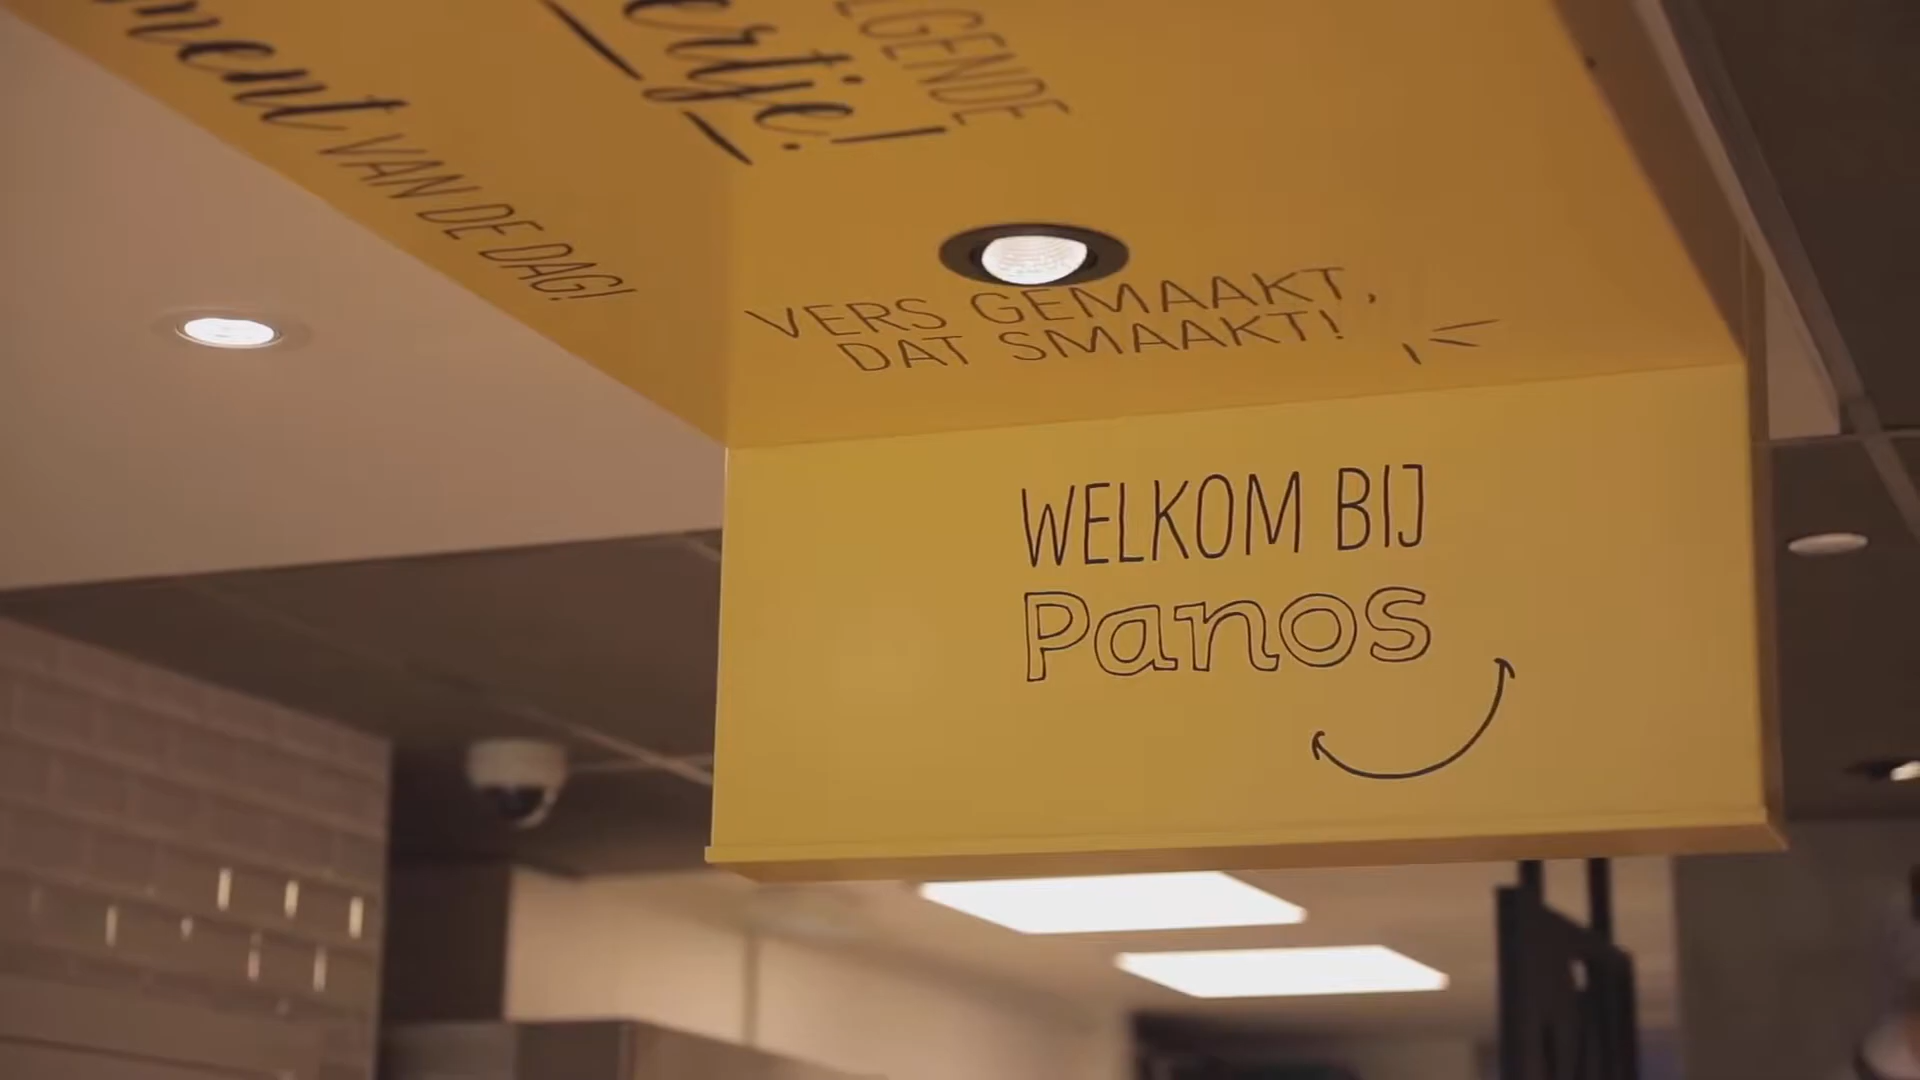 VAN DE DAG!
VERS GEMAAKT,
DAT SMAAKT!
WELKOM BIJ
Panos